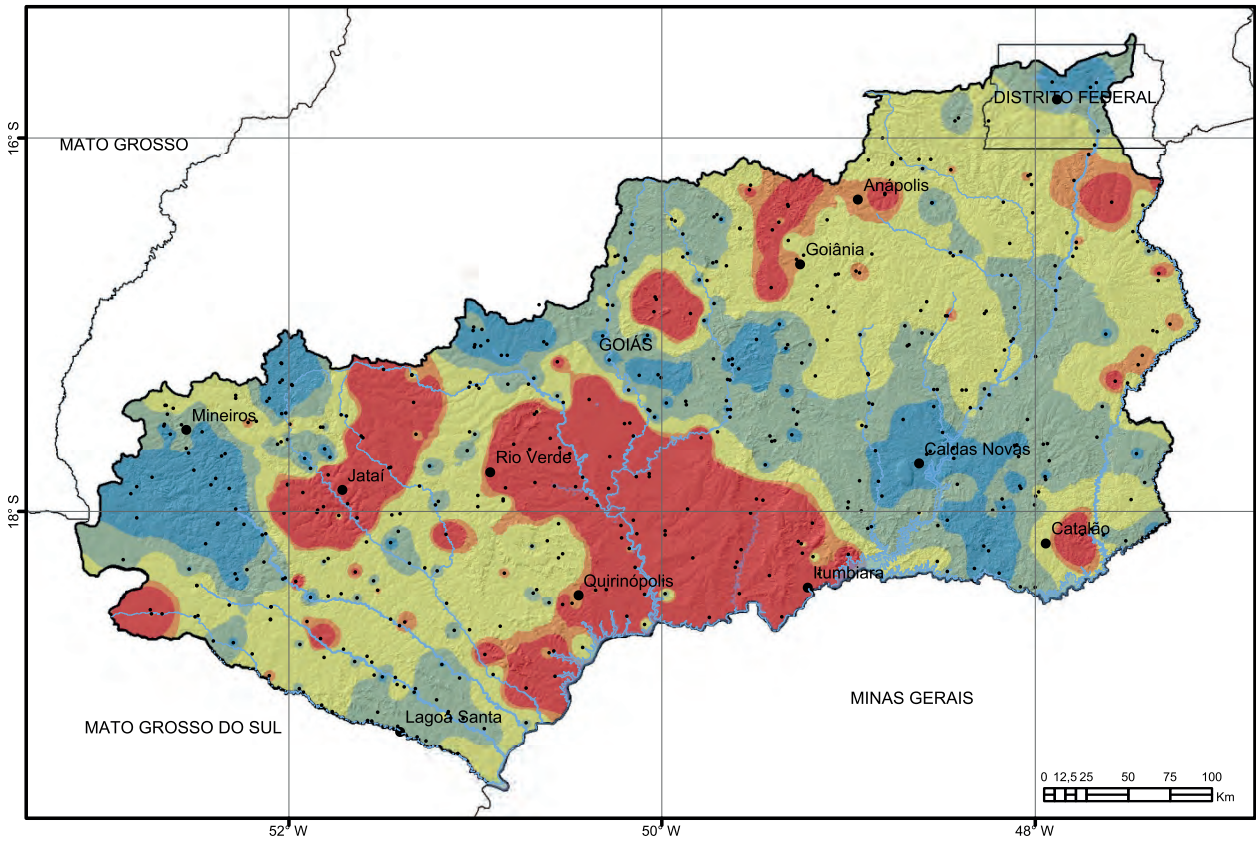 DISTRITO FEDERAL
MATO GROSSO
16° S
Anápolis
Goiânia
GOIÁS
Mineiros
Caldas Novas
Rio Verde
Jataí
18° S
Catalão
Itumbiara
Quirinópolis
MINAS GERAIS
Lagoa Santa
MATO GROSSO DO SUL
0 12,5 25 50 75 100
Km
52° W 50° W 48° W